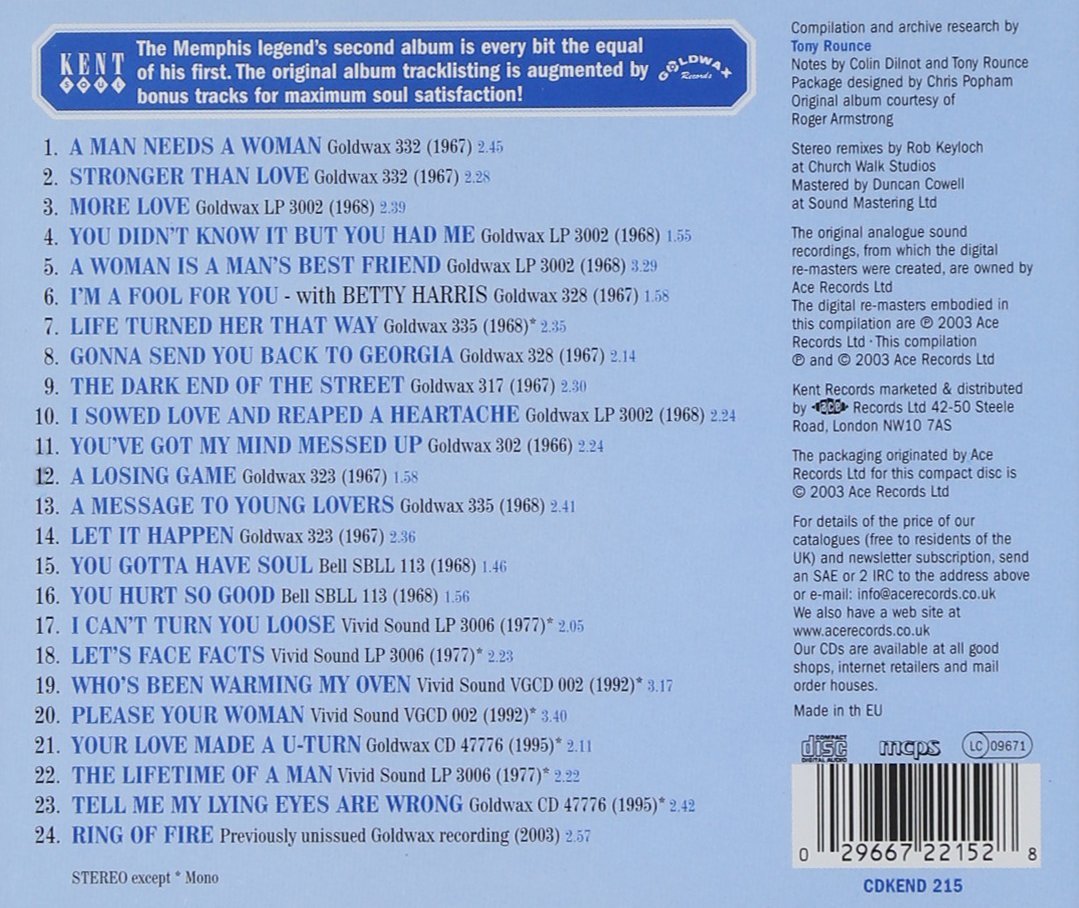 KENT
SOUL
The Memphis legend's second album is every bit the equal
of his first. The original album tracklisting is augmented by
bonus tracks for maximum soul satisfaction!
GOLDWAX
Records
1. A MAN NEEDS A WOMAN Goldwax 332 (1967) 2.45
2. STRONGER THAN LOVE Goldwax 332 (1967) 2.28
3. MORE LOVE Goldwax LP 3002 (1968) 2.39
4. YOU DIDN'T KNOW IT BUT YOU HAD ME Goldwax LP 3002 (1968) 1.55
5. A WOMAN IS A MAN'S BEST FRIEND Goldwax LP 3002 (1968) 3.29
6. I'M A FOOL FOR YOU - with BETTY HARRIS Goldwax 328 (1967) 1.58
7. LIFE TURNED HER THAT WAY Goldwax 335 (1968)* 2.35
8. GONNA SEND YOU BACK TO GEORGIA Goldwax 328 (1967) 2.14
9. THE DARK END OF THE STREET Goldwax 317 (1967) 2.30
10. I SOWED LOVE AND REAPED A HEARTACHE Goldwax LP 3002 (1968) 2.24
11. YOU'VE GOT MY MIND MESSED UP Goldwax 302 (1966) 2.24
12. A LOSING GAME Goldwax 323 (1967) 1.58
13. A MESSAGE TO YOUNG LOVERS Goldwax 335 (1968) 2.41
14. LET IT HAPPEN Goldwax 323 (1967) 2.36
15. YOU GOTTA HAVE SOUL Bell SBLL 113 (1968) 1.46
16. YOU HURT SO GOOD Bell SBLL 113 (1968) 1.56
17. I CAN'T TURN YOU LOOSE Vivid Sound LP 3006 (1977)* 2.05
18. LET'S FACE FACTS Vivid Sound LP 3006 (1977)* 2.23
19. WHO'S BEEN WARMING MY OVEN Vivid Sound VGCD 002 (1992)* 3.17
20. PLEASE YOUR WOMAN Vivid Sound VGCD 002 (1992)* 3.40
21. YOUR LOVE MADE A U-TURN Goldwax CD 47776 (1995)* 2.11
22. THE LIFETIME OF A MAN Vivid Sound LP 3006 (1977)* 2.22
23. TELL ME MY LYING EYES ARE WRONG Goldwax CD 47776 (1995)* 2.42
24. RING OF FIRE Previously unissued Goldwax recording (2003) 2.57
STEREO except * Mono
Compilation and archive research by
Tony Rounce
Notes by Colin Dilnot and Tony Rounce
Package designed by Chris Popham
Original album courtesy of
Roger Armstrong
Stereo remixes by Rob Keyloch
at Church Walk Studios
Mastered by Duncan Cowell
at Sound Mastering Ltd
The original analogue sound
recordings, from which the digital
re-masters were created, are owned by
Ace Records Ltd
The digital re-masters embodied in
this compilation are ℗ 2003 Ace
Records Ltd · This compilation
℗ and © 2003 Ace Records Ltd
Kent Records marketed & distributed
by ace Records Ltd 42-50 Steele
Road, London NW10 7AS
The packaging originated by Ace
Records Ltd for this compact disc is
© 2003 Ace Records Ltd
For details of the price of our
catalogues (free to residents of the
UK) and newsletter subscription, send
an SAE or 2 IRC to the address above
or e-mail: info@acerecords.co.uk
We also have a web site at
www.acerecords.co.uk
Our CDs are available at all good
shops, internet retailers and mail
order houses.
Made in th EU
COMPACT disc DIGITAL AUDIO mcps LC 09671
0 29667 22152 8
CDKEND 215